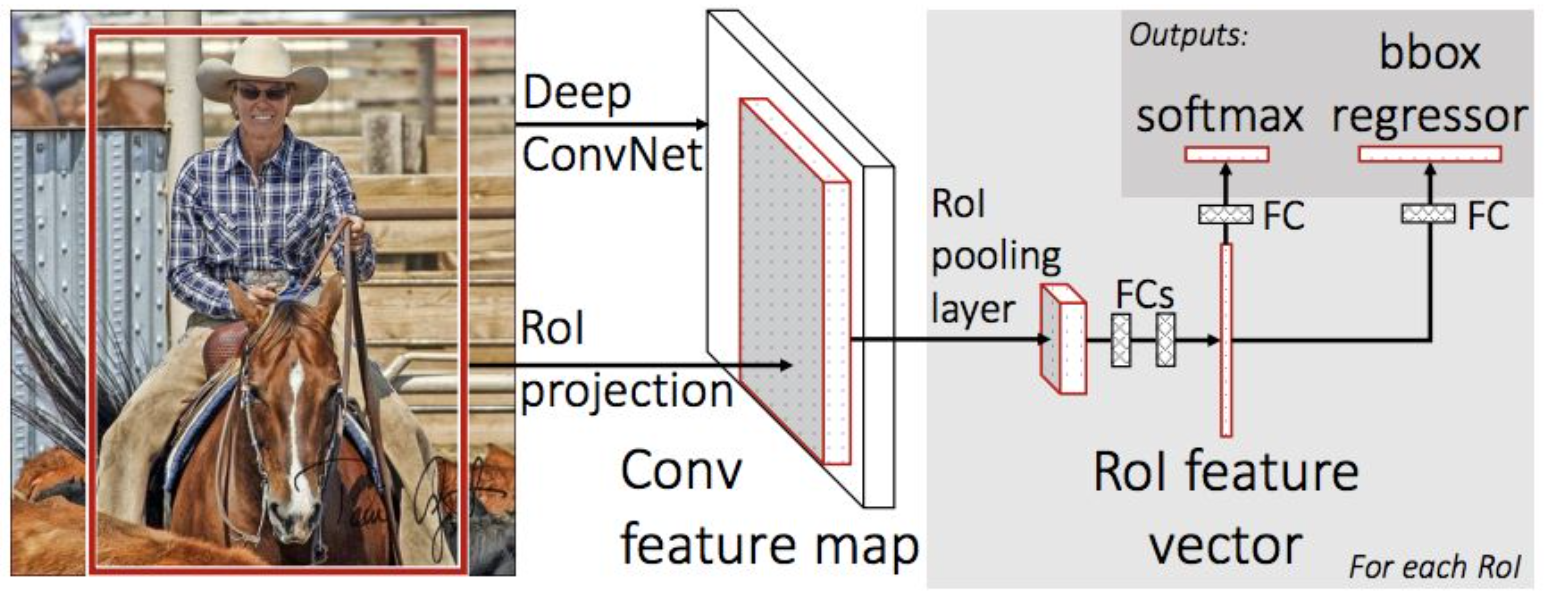 Deep
ConvNet
RoI
projection
Conv
feature map
RoI
pooling
layer
FCs
RoI feature
vector
For each RoI
Outputs:
softmax
bbox
regressor
FC
FC